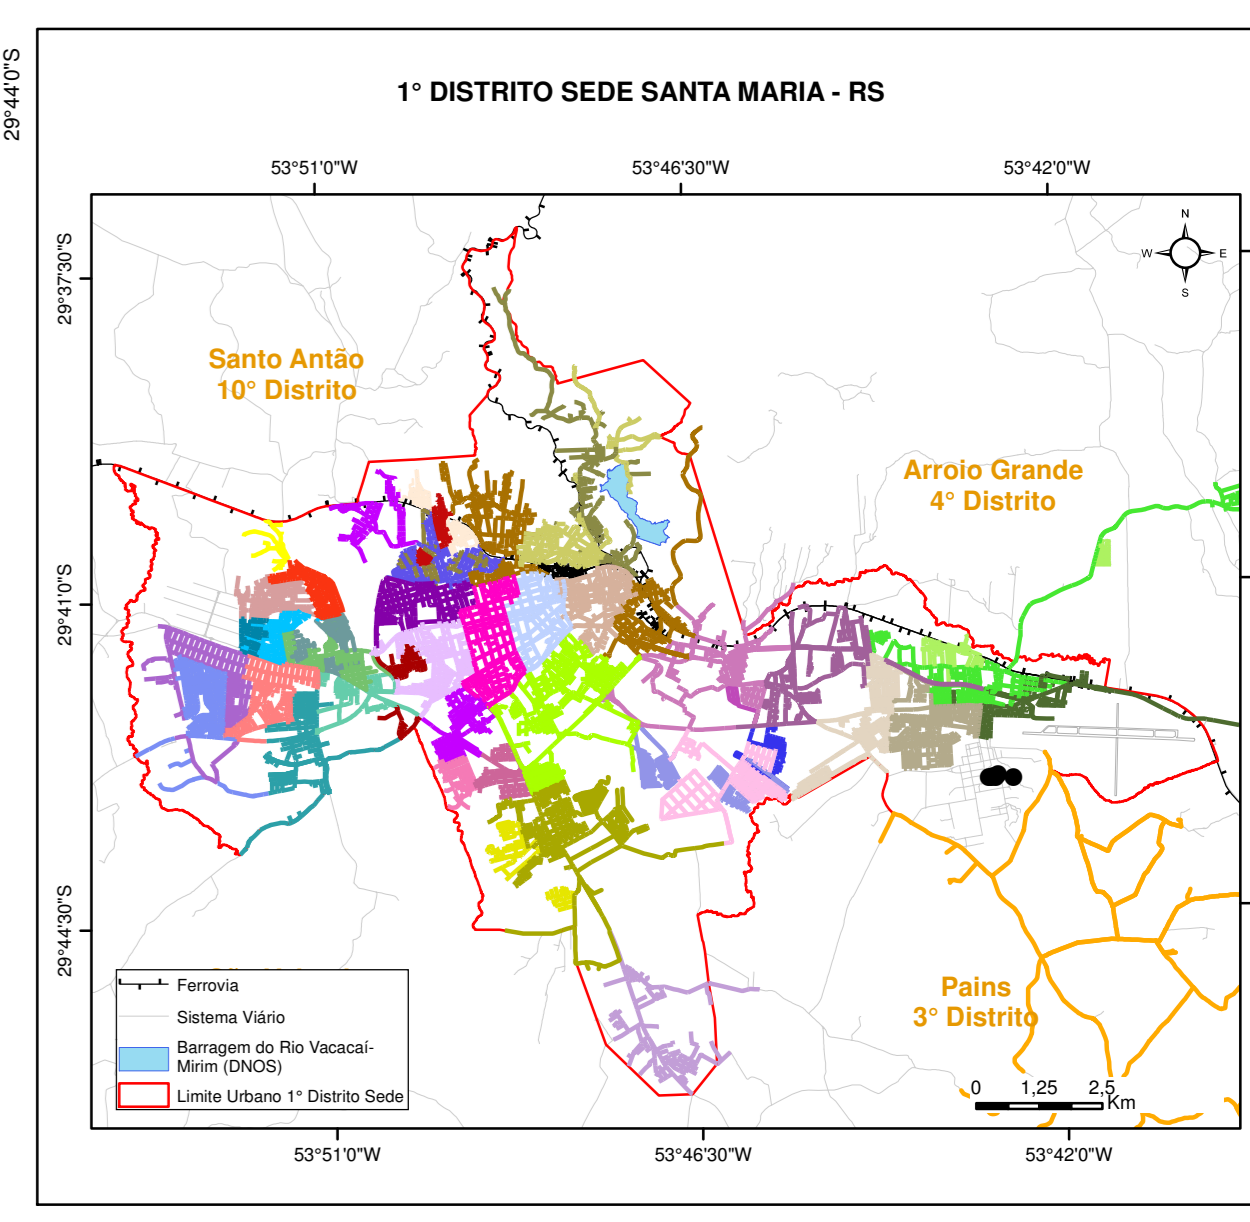 29°44'0"S
1° DISTRITO SEDE SANTA MARIA - RS
53°51'0"W
53°46'30"W
53°42'0"W
29°37'30"S
29°41'0"S
29°44'30"S
N
W
E
S
Santo Antão
10° Distrito
Arroio Grande
4° Distrito
Pains
3° Distrito
Ferrovia
Sistema Viário
Barragem do Rio Vacacaí-
Mirim (DNOS)
Limite Urbano 1° Distrito Sede
0 1,25 2,5
Km
53°51'0"W
53°46'30"W
53°42'0"W